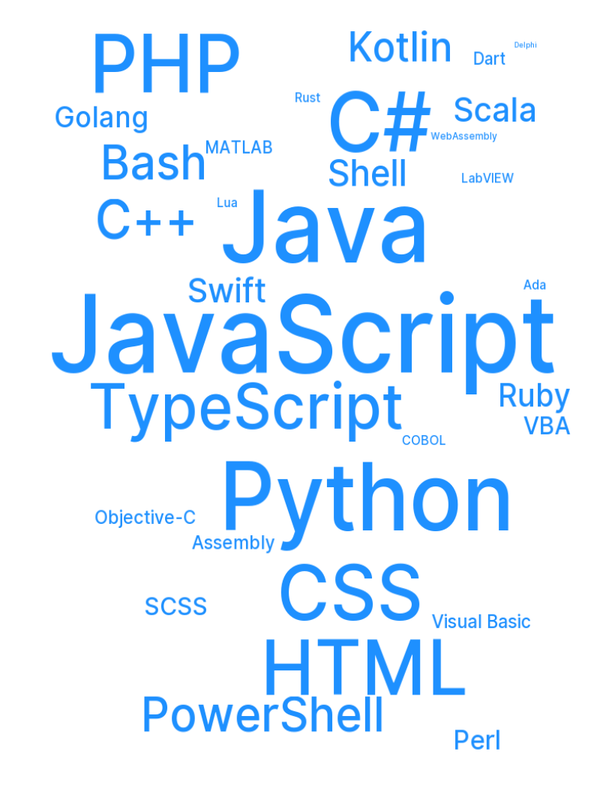 PHP
Kotlin
Delphi
Dart
Rust
C#
Scala
Golang
WebAssembly
Bash
MATLAB
Shell
LabVIEW
C++
Lua
Java
Swift
Ada
JavaScript
TypeScript
Ruby
VBA
COBOL
Python
Objective-C
Assembly
CSS
SCSS
Visual Basic
HTML
PowerShell
Perl